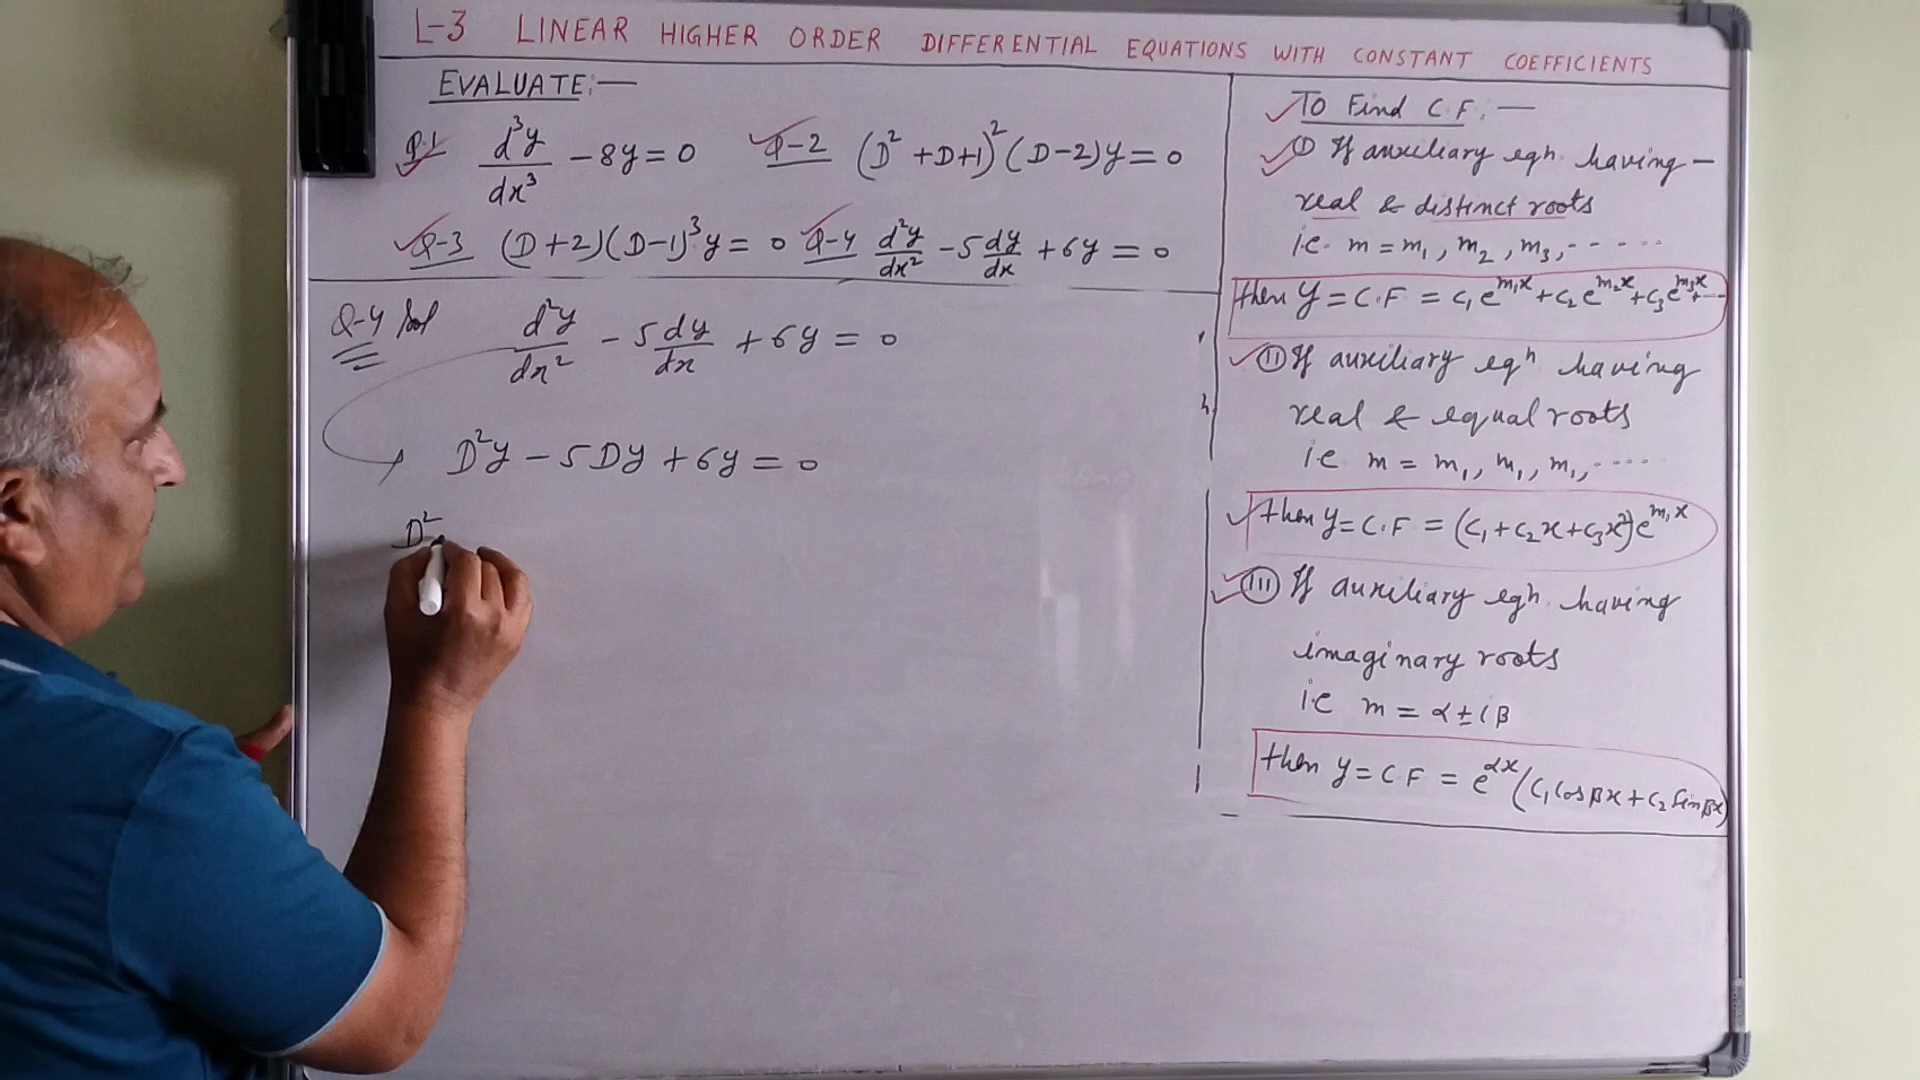 L-3 LINEAR HIGHER ORDER DIFFERENTIAL EQUATIONS WITH CONSTANT COEFFICIENTS
EVALUATE:—
Q.1 d³y/dx³ − 8y = 0 Q-2 (D² + D + 1)² (D − 2)y = 0
Q-3 (D + 2)(D − 1)³ y = 0 Q-4 d²y/dx² − 5 dy/dx + 6y = 0
Q-4 Sol d²y/dx² − 5 dy/dx + 6y = 0
D²y − 5Dy + 6y = 0
D²
To Find C.F:—
(I) If auxiliary eqn. having —
real & distinct roots
i.e. m = m₁, m₂, m₃, ------
then y = C.F = c₁e^{m₁x} + c₂e^{m₂x} + c₃e^{m₃x} + ---
(II) If auxiliary eqn having
real & equal roots
i.e m = m₁, m₁, m₁, -----
then y = C.F = (c₁ + c₂x + c₃x²)e^{m₁x}
(III) If auxiliary eqn. having
imaginary roots
i.e m = α ± iβ
then y = C F = e^{αx}(c₁ Cos βx + c₂ Sin βx)